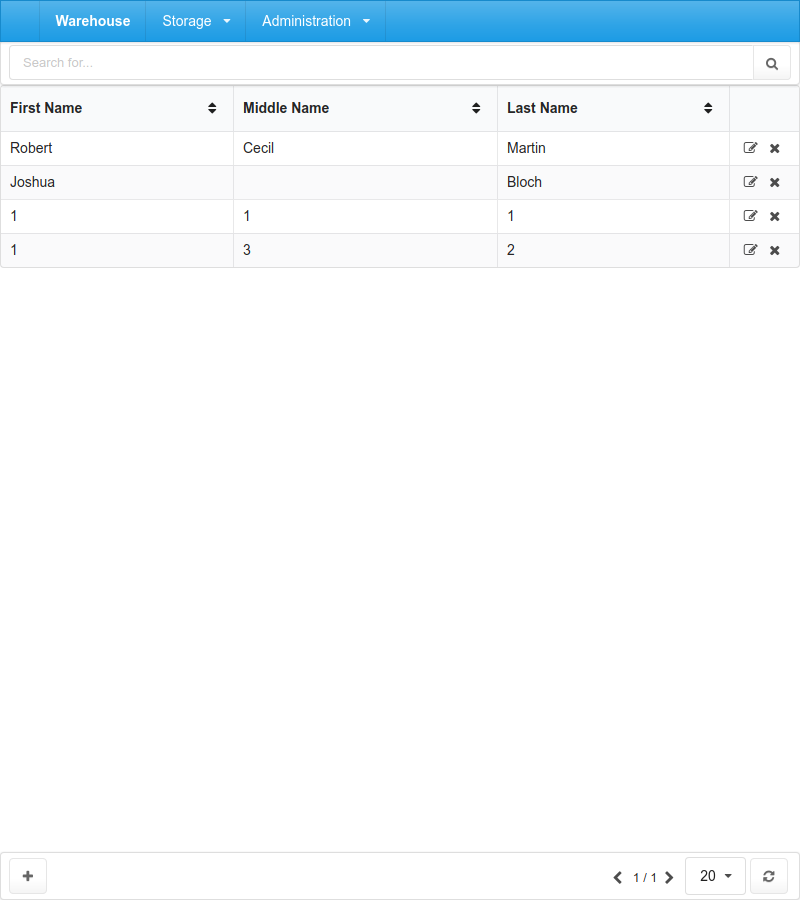 Warehouse Storage Administration
Search for...
First Name Middle Name Last Name
Robert Cecil Martin
Joshua Bloch
1 1 1
1 3 2
1 / 1 20